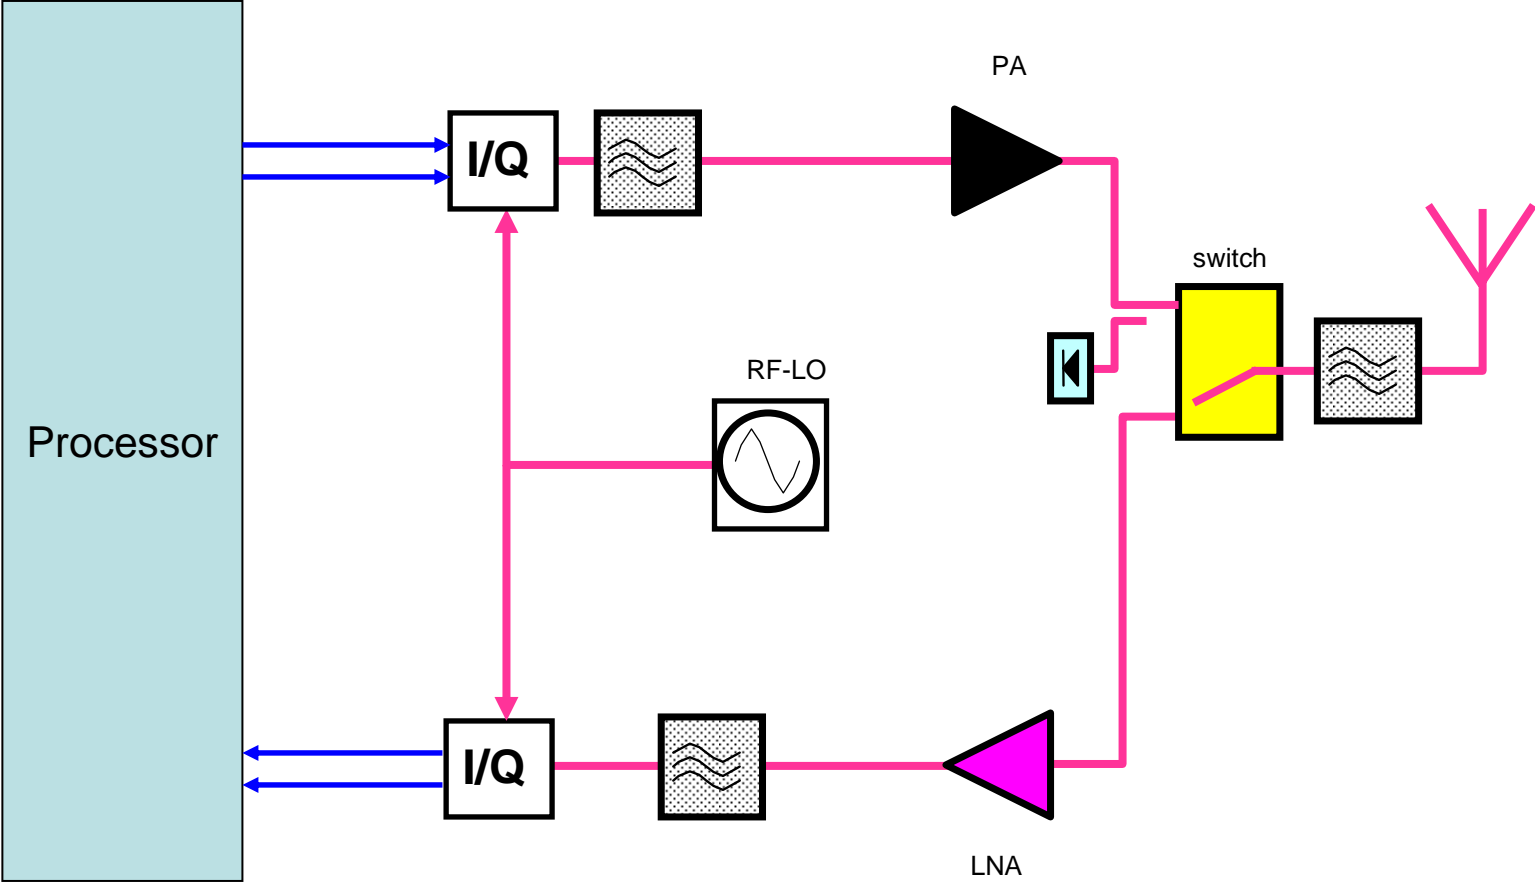 PA
I/Q
switch
RF-LO
Processor
I/Q
LNA